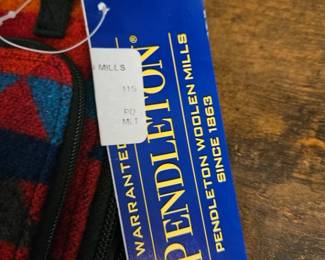 MILLS
115
PD
MLT
WARRANTED
PENDLETON®
PENDLETON WOOLEN MILLS
SINCE 1863